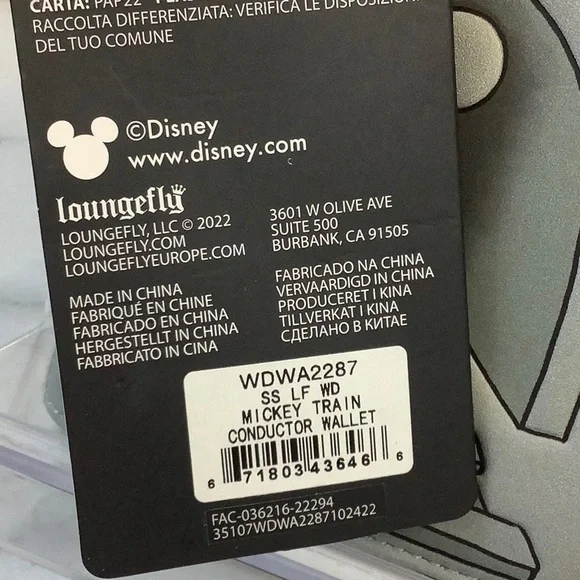 CARTA: PAP22
RACCOLTA DIFFERENZIATA: VERIFICA LE DISPOSIZION
DEL TUO COMUNE
©Disney
www.disney.com
loungefly
LOUNGEFLY, LLC © 2022
LOUNGEFLY.COM
LOUNGEFLYEUROPE.COM
3601 W OLIVE AVE
SUITE 500
BURBANK, CA 91505
MADE IN CHINA
FABRIQUÉ EN CHINE
FABRICADO EN CHINA
HERGESTELLT IN CHINA
FABBRICATO IN CINA
FABRICADO NA CHINA
VERVAARDIGD IN CHINA
PRODUCERET I KINA
TILLVERKAT I KINA
СДЕЛАНО В КИТАЕ
WDWA2287
SS LF WD
MICKEY TRAIN
CONDUCTOR WALLET
6 71803 43646 6
FAC-036216-22294
35107WDWA2287102422